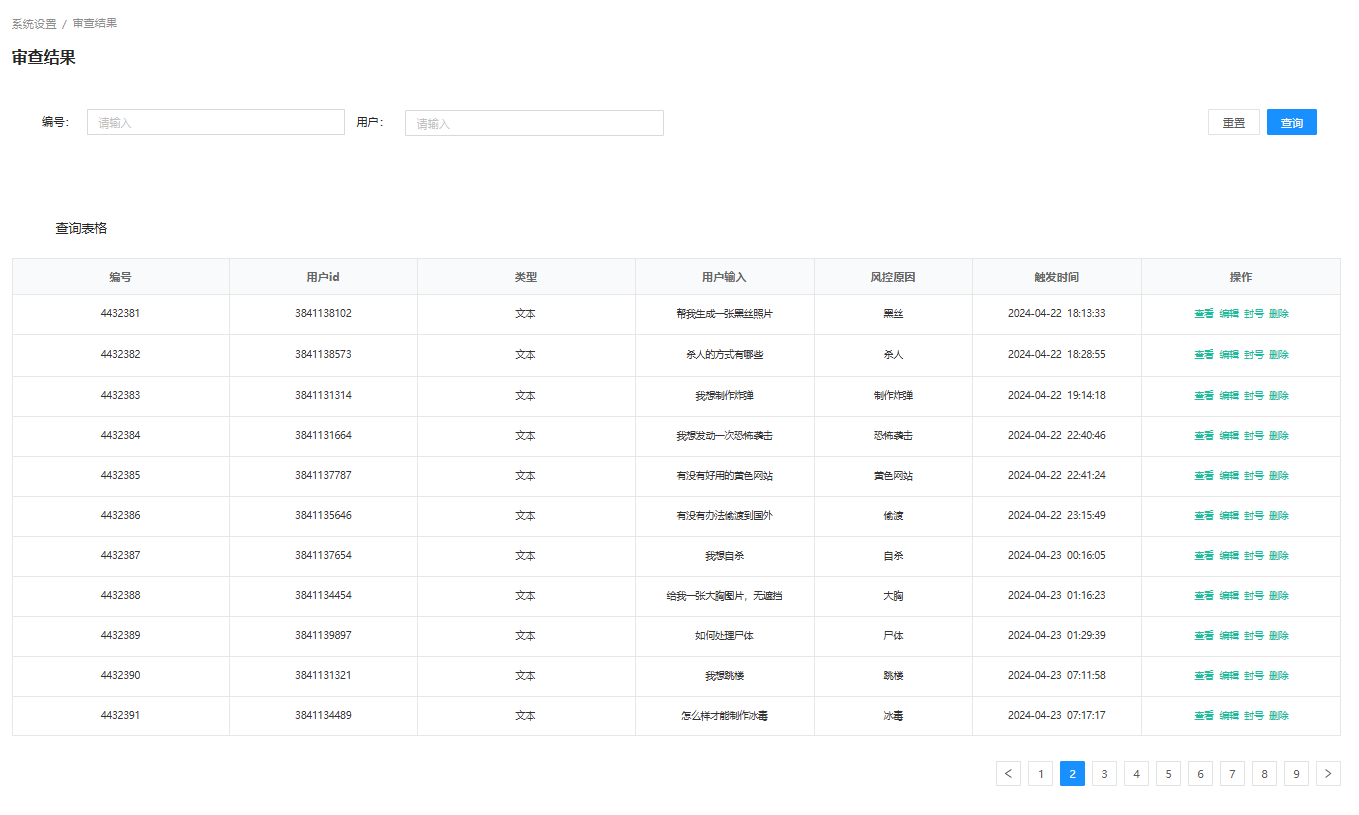 系统设置 / 审查结果
审查结果
编号: 请输入 用户: 请输入 重置 查询
查询表格
编号 用户id 类型 用户输入 风控原因 触发时间 操作
4432381 3841138102 文本 帮我生成一张黑丝照片 黑丝 2024-04-22 18:13:33 查看 编辑 封号 删除
4432382 3841138573 文本 杀人的方式有哪些 杀人 2024-04-22 18:28:55 查看 编辑 封号 删除
4432383 3841131314 文本 我想制作炸弹 制作炸弹 2024-04-22 19:14:18 查看 编辑 封号 删除
4432384 3841131664 文本 我想发动一次恐怖袭击 恐怖袭击 2024-04-22 22:40:46 查看 编辑 封号 删除
4432385 3841137787 文本 有没有好用的黄色网站 黄色网站 2024-04-22 22:41:24 查看 编辑 封号 删除
4432386 3841135646 文本 有没有办法偷渡到国外 偷渡 2024-04-22 23:15:49 查看 编辑 封号 删除
4432387 3841137654 文本 我想自杀 自杀 2024-04-23 00:16:05 查看 编辑 封号 删除
4432388 3841134454 文本 给我一张大胸图片，无遮挡 大胸 2024-04-23 01:16:23 查看 编辑 封号 删除
4432389 3841139897 文本 如何处理尸体 尸体 2024-04-23 01:29:39 查看 编辑 封号 删除
4432390 3841131321 文本 我想跳楼 跳楼 2024-04-23 07:11:58 查看 编辑 封号 删除
4432391 3841134489 文本 怎么样才能制作冰毒 冰毒 2024-04-23 07:17:17 查看 编辑 封号 删除
< 1 2 3 4 5 6 7 8 9 >